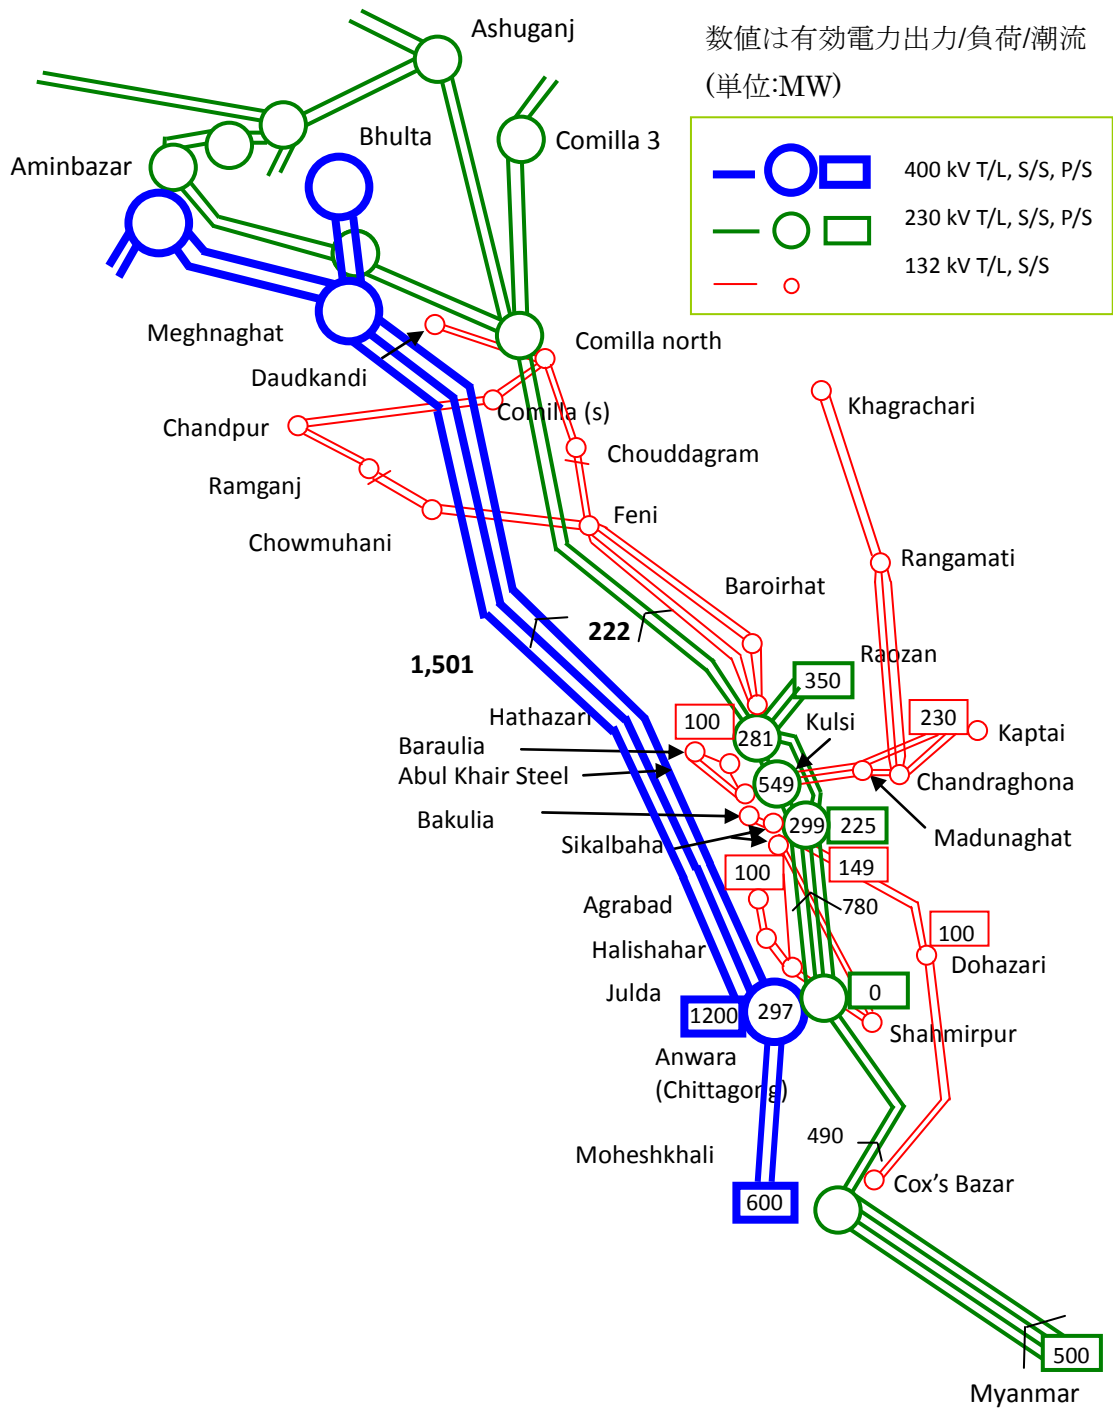 Ashuganj
数値は有効電力出力/負荷/潮流
(単位:MW)
Bhulta
Comilla 3
Aminbazar
400 kV T/L, S/S, P/S
230 kV T/L, S/S, P/S
132 kV T/L, S/S
Meghnaghat
Comilla north
Daudkandi
Khagrachari
Comilla (s)
Chandpur
Chouddagram
Ramganj
Feni
Chowmuhani
Rangamati
Baroirhat
222
1,501
Raozan
350
Hathazari
100
Kulsi
230
Kaptai
281
Baraulia
Abul Khair Steel
549
Chandraghona
Bakulia
299
225
Madunaghat
Sikalbaha
149
100
780
Agrabad
100
Halishahar
Dohazari
Julda
0
1200
297
Shahmirpur
Anwara
(Chittagong)
490
Moheshkhali
Cox's Bazar
600
500
Myanmar